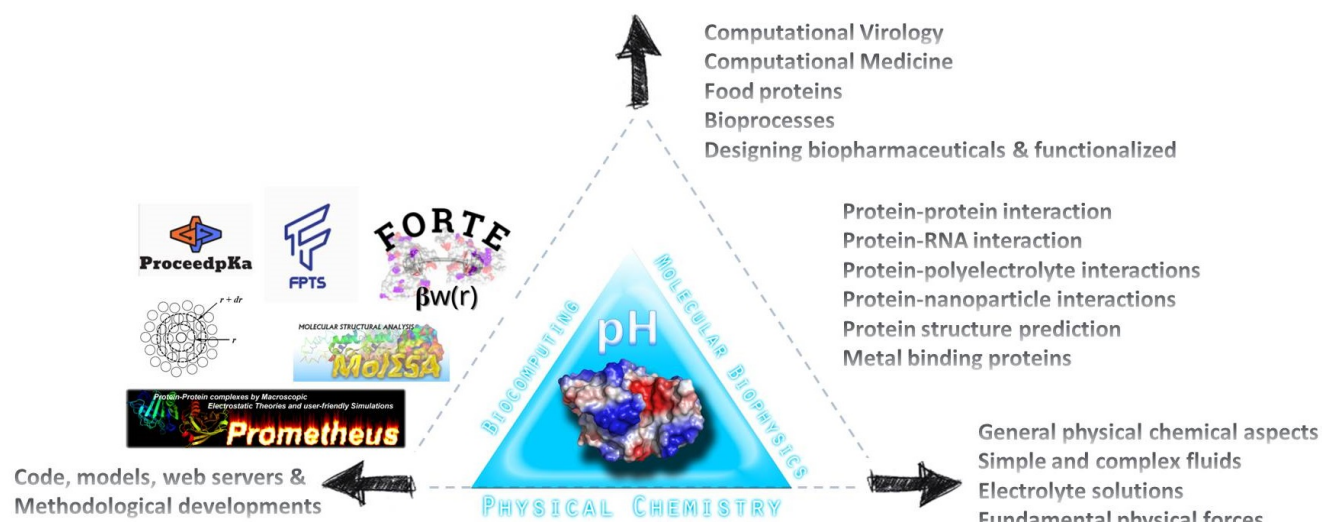 Computational Virology
Computational Medicine
Food proteins
Bioprocesses
Designing biopharmaceuticals & functionalized
Protein-protein interaction
Protein-RNA interaction
Protein-polyelectrolyte interactions
Protein-nanoparticle interactions
Protein structure prediction
Metal binding proteins
ProceedpKa
FPTS
FORTE
βw(r)
r + dr
r
MOLECULAR STRUCTURAL ANALYSIS
MolΣSA
Protein-Protein complexes by Macroscopic
Electrostatic Theories and user-friendly Simulations
Prometheus
BIOCOMPUTING
MOLECULAR BIOPHYSICS
pH
PHYSICAL CHEMISTRY
Code, models, web servers &
Methodological developments
General physical chemical aspects
Simple and complex fluids
Electrolyte solutions
Fundamental physical forces